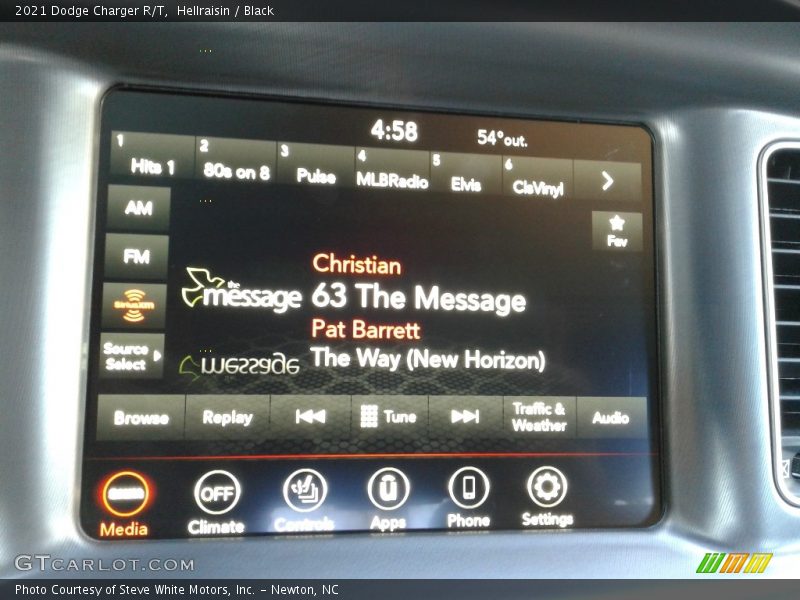 2021 Dodge Charger R/T, Hellraisin / Black
4:58
54° out.
1 Hits 1
2 80s on 8
3 Pulse
4 MLBRadio
5 Elvis
6 ClsVinyl
AM
Fav
FM
Christian
the message
63 The Message
SiriusXM
Pat Barrett
Source Select
The Way (New Horizon)
message
Browse
Replay
Tune
Traffic & Weather
Audio
OFF
Media
Climate
Controls
Apps
Phone
Settings
GTCARLOT.COM
Photo Courtesy of Steve White Motors, Inc. – Newton, NC